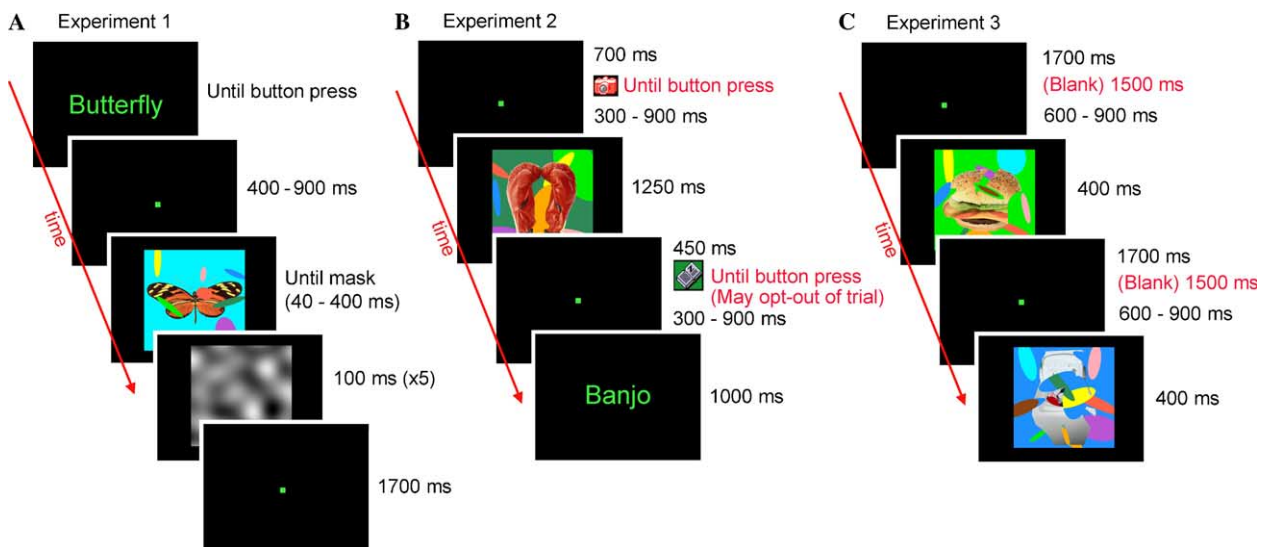 A Experiment 1
Butterfly
Until button press
400 - 900 ms
time
Until mask
(40 - 400 ms)
100 ms (x5)
1700 ms
B Experiment 2
700 ms
Until button press
300 - 900 ms
1250 ms
time
450 ms
Until button press
(May opt-out of trial)
300 - 900 ms
Banjo
1000 ms
C Experiment 3
1700 ms
(Blank) 1500 ms
600 - 900 ms
400 ms
time
1700 ms
(Blank) 1500 ms
600 - 900 ms
400 ms